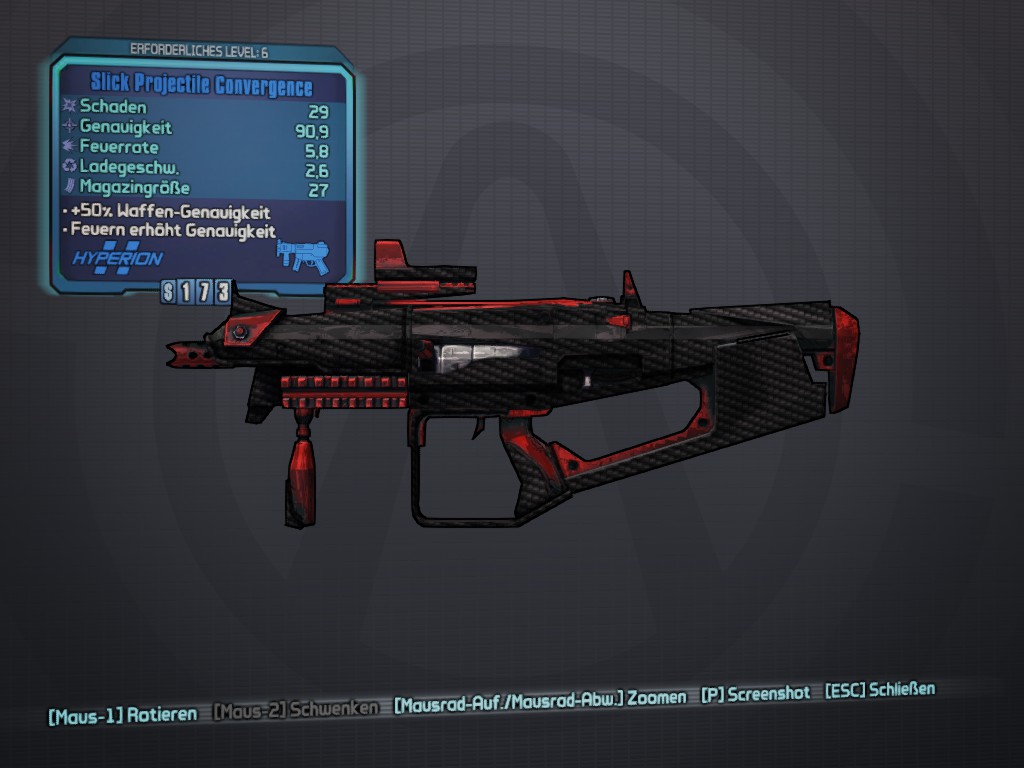 ERFORDERLICHES LEVEL: 6
Slick Projectile Convergence
Schaden 29
Genauigkeit 90,9
Feuerrate 5,8
Ladegeschw. 2,6
Magazingröße 27
• +50% Waffen-Genauigkeit
• Feuern erhöht Genauigkeit
HYPERION
$173
[Maus-1] Rotieren [Maus-2] Schwenken [Mausrad-Auf./Mausrad-Abw.] Zoomen [P] Screenshot [ESC] Schließen